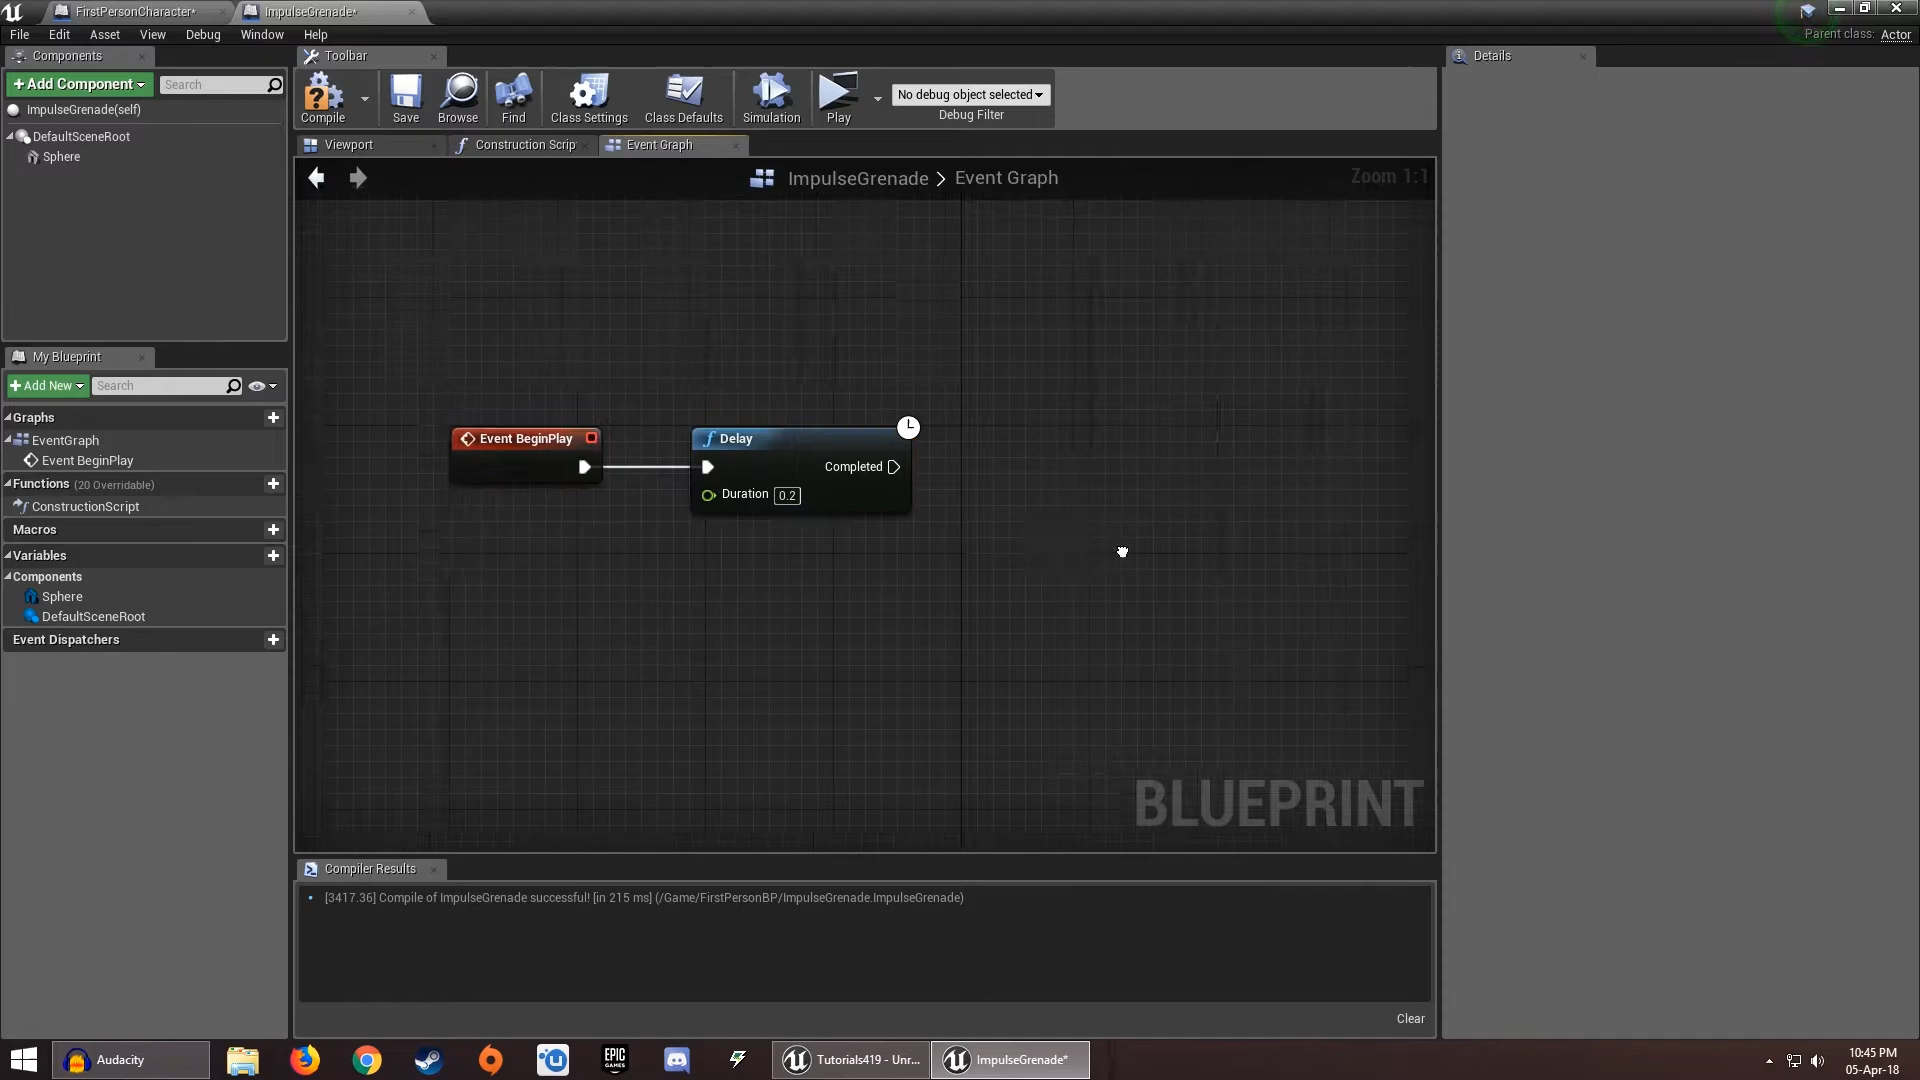 FirstPersonCharacter*
ImpulseGrenade*
File Edit Asset View Debug Window Help
Parent class: Actor
Components
Toolbar
Details
+ Add Component
Search
ImpulseGrenade(self)
DefaultSceneRoot
Sphere
Compile
Save
Browse
Find
Class Settings
Class Defaults
Simulation
Play
No debug object selected
Debug Filter
Viewport
Construction Scrip
Event Graph
ImpulseGrenade > Event Graph
Zoom 1:1
My Blueprint
+ Add New
Search
Graphs
EventGraph
Event BeginPlay
Functions (20 Overridable)
ConstructionScript
Macros
Variables
Components
Sphere
DefaultSceneRoot
Event Dispatchers
Event BeginPlay
Delay
Completed
Duration 0.2
BLUEPRINT
Compiler Results
[3417.36] Compile of ImpulseGrenade successful! [in 215 ms] (/Game/FirstPersonBP/ImpulseGrenade.ImpulseGrenade)
Clear
Audacity
EPIC
GAMES
Tutorials419 - Unr...
ImpulseGrenade*
10:45 PM
05-Apr-18